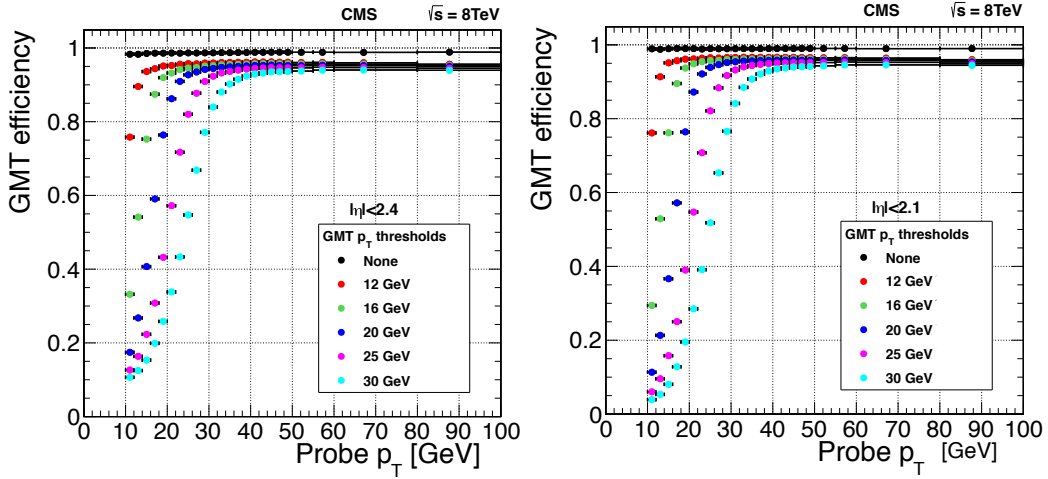 CMS √s = 8TeV
GMT efficiency
1
0.8
0.6
0.4
0.2
0
|η|<2.4
GMT pT thresholds
None
12 GeV
16 GeV
20 GeV
25 GeV
30 GeV
0 10 20 30 40 50 60 70 80 90 100
Probe pT [GeV]
CMS √s = 8TeV
GMT efficiency
1
0.8
0.6
0.4
0.2
0
|η|<2.1
GMT pT thresholds
None
12 GeV
16 GeV
20 GeV
25 GeV
30 GeV
0 10 20 30 40 50 60 70 80 90 100
Probe pT [GeV]